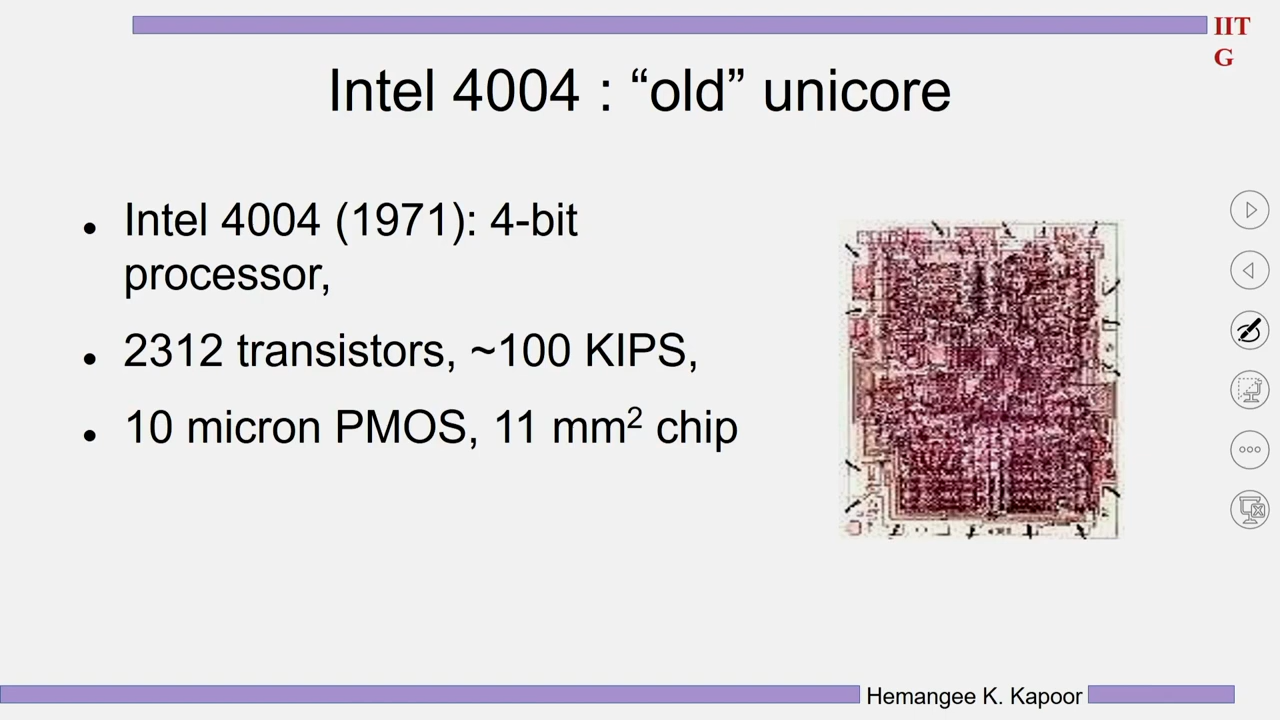 IIT
G
Intel 4004 : “old” unicore
• Intel 4004 (1971): 4-bit
processor,
• 2312 transistors, ~100 KIPS,
• 10 micron PMOS, 11 mm² chip
Hemangee K. Kapoor